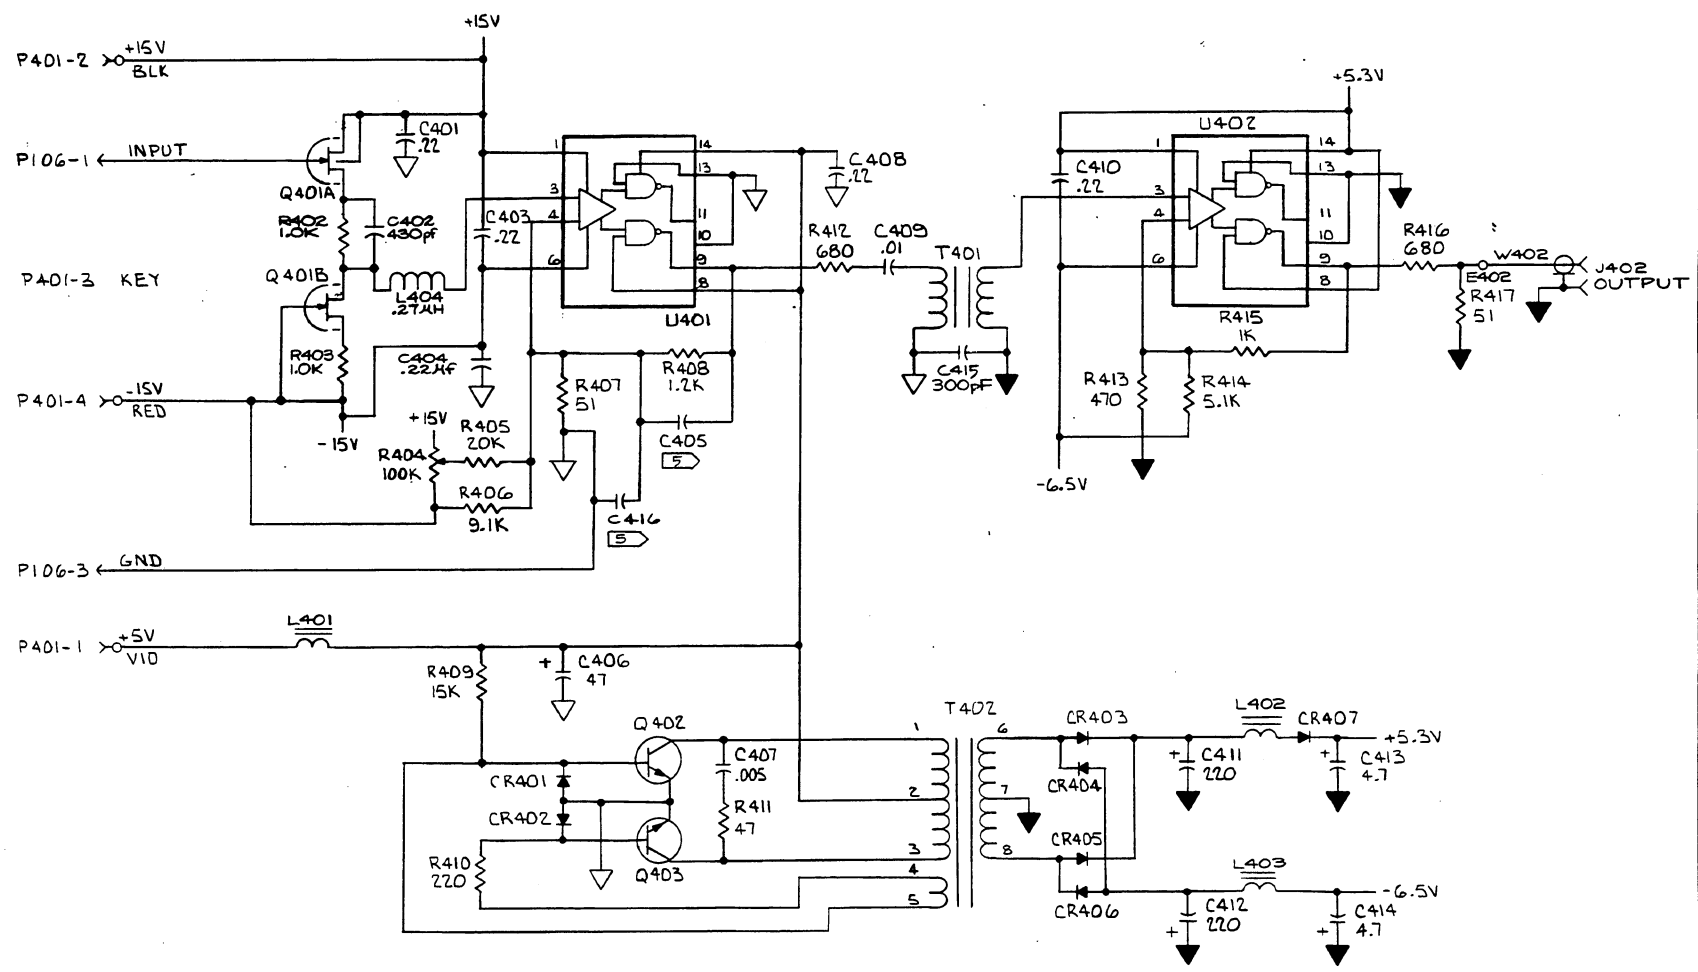 +15V
P401-2
+15V
BLK
P106-1
INPUT
Q401A
C401
.22
R402
1.0K
C402
430pf
P401-3 KEY
Q401B
L404
.27µH
R403
1.0K
C403
.22
C404
.22µf
P401-4
-15V
RED
-15V
+15V
R404
100K
R405
20K
R406
9.1K
1
3
4
6
14
13
11
10
9
8
U401
C408
.22
R412
680
C409
.01
T401
C415
300pF
R407
51
R408
1.2K
C405
5
C416
5
P106-3
GND
+5.3V
U402
C410
.22
1
3
4
6
14
13
11
10
9
8
R416
680
W402
E402
J402
OUTPUT
R417
51
R415
1K
R413
470
R414
5.1K
-6.5V
P401-1
+5V
VIO
L401
R409
15K
+
C406
47
Q402
CR401
CR402
Q403
R410
220
C407
.005
R411
47
T402
1
2
3
4
5
6
7
8
CR403
CR404
CR405
CR406
L402
CR407
+5.3V
+
C411
220
+
C413
4.7
L403
-6.5V
C412
220
+
C414
4.7
+